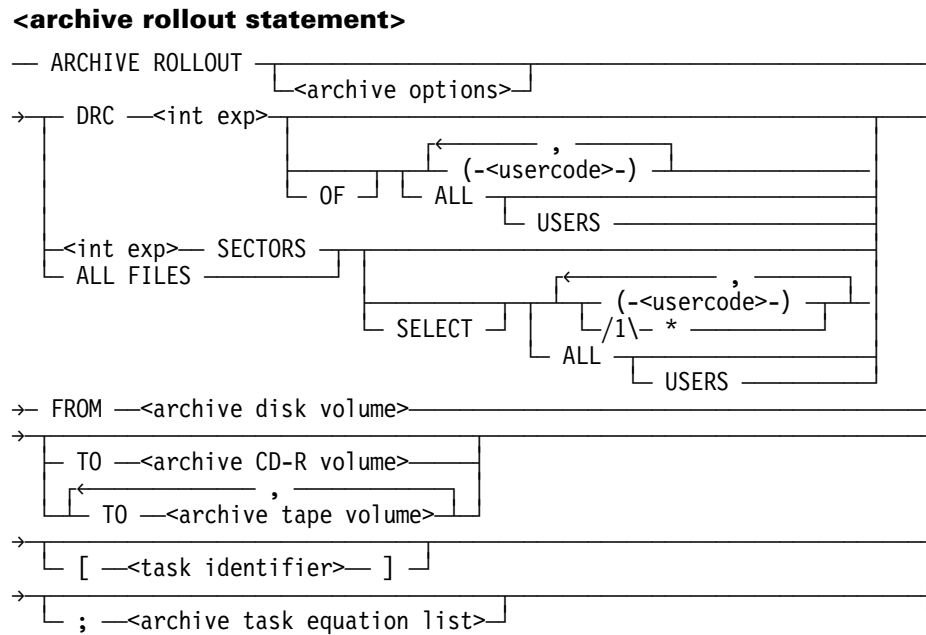 <archive rollout statement>
── ARCHIVE ROLLOUT ─
<archive options>
→ DRC ─<int exp>
,
(-<usercode>-)
OF ALL
USERS
<int exp>─ SECTORS
ALL FILES
,
(-<usercode>-)
SELECT /1\─ *
ALL
USERS
→─ FROM ─<archive disk volume>
→
TO ─<archive CD-R volume>
,
TO ─<archive tape volume>
→
[ ─<task identifier>─ ]
→
; ─<archive task equation list>